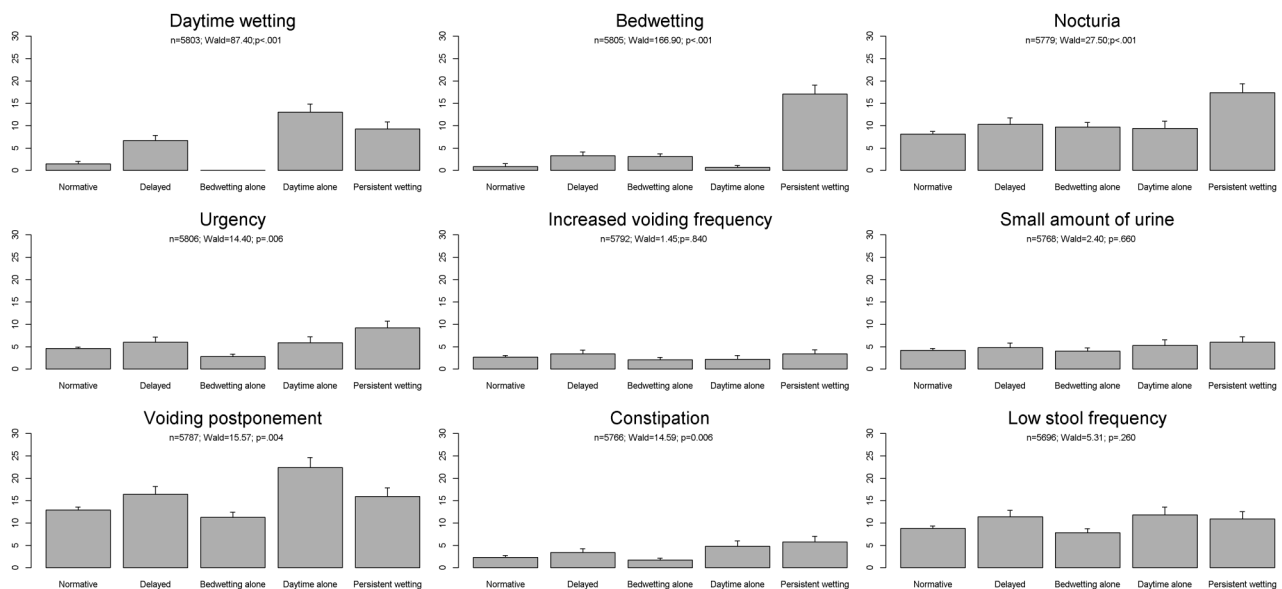 Daytime wetting
n=5803; Wald=87.40; p<.001
30
25
20
15
10
5
0
Normative Delayed Bedwetting alone Daytime alone Persistent wetting
Bedwetting
n=5805; Wald=166.90; p<.001
30
25
20
15
10
5
0
Normative Delayed Bedwetting alone Daytime alone Persistent wetting
Nocturia
n=5779; Wald=27.50;p<.001
30
25
20
15
10
5
0
Normative Delayed Bedwetting alone Daytime alone Persistent wetting
Urgency
n=5806; Wald=14.40; p=.006
30
25
20
15
10
5
0
Normative Delayed Bedwetting alone Daytime alone Persistent wetting
Increased voiding frequency
n=5792; Wald=1.45;p=.840
30
25
20
15
10
5
0
Normative Delayed Bedwetting alone Daytime alone Persistent wetting
Small amount of urine
n=5768; Wald=2.40; p=.660
30
25
20
15
10
5
0
Normative Delayed Bedwetting alone Daytime alone Persistent wetting
Voiding postponement
n=5787; Wald=15.57; p=.004
30
25
20
15
10
5
0
Normative Delayed Bedwetting alone Daytime alone Persistent wetting
Constipation
n=5766; Wald=14.59; p=0.006
30
25
20
15
10
5
0
Normative Delayed Bedwetting alone Daytime alone Persistent wetting
Low stool frequency
n=5696; Wald=5.31; p=.260
30
25
20
15
10
5
0
Normative Delayed Bedwetting alone Daytime alone Persistent wetting